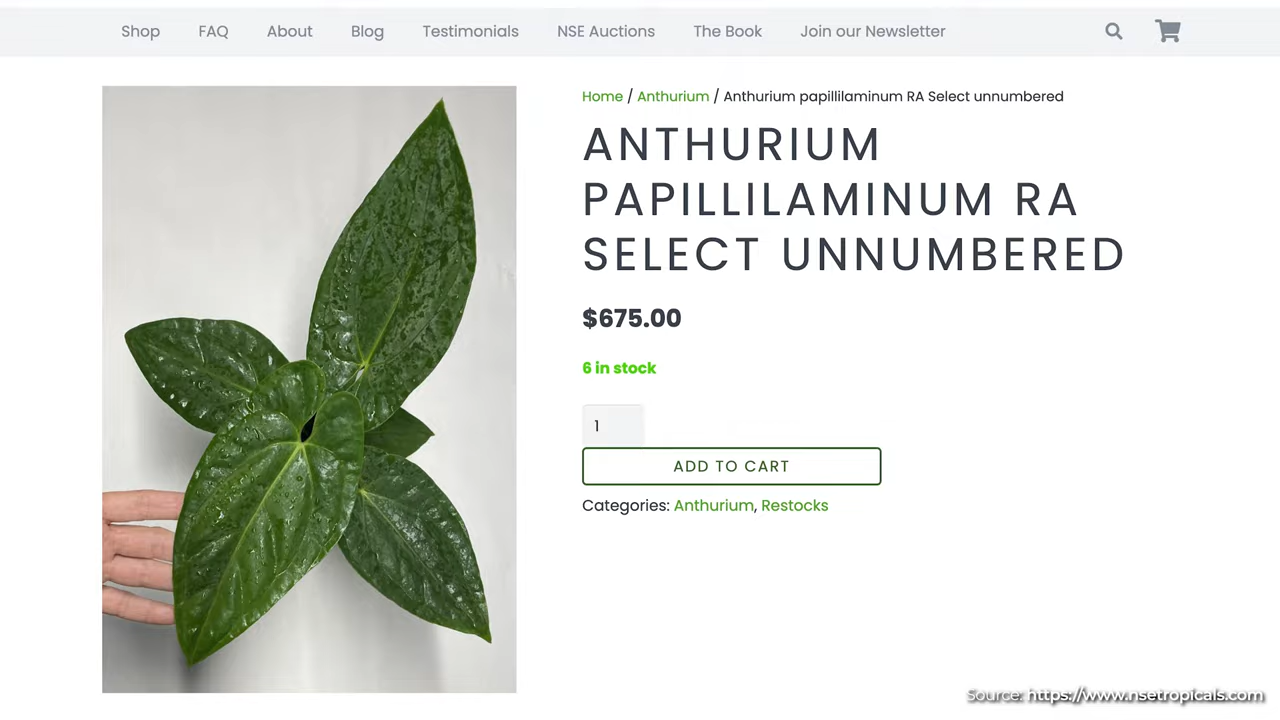 Shop FAQ About Blog Testimonials NSE Auctions The Book Join our Newsletter
Home / Anthurium / Anthurium papillilaminum RA Select unnumbered
ANTHURIUM
PAPILLILAMINUM RA
SELECT UNNUMBERED
$675.00
6 in stock
1
ADD TO CART
Categories: Anthurium, Restocks
Source: https://www.nsetropicals.com